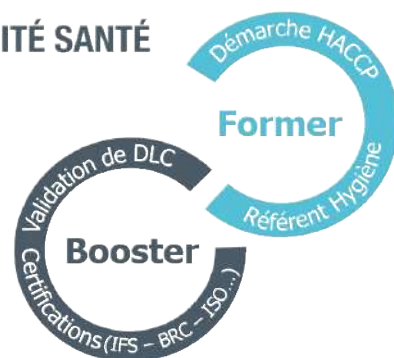 ITÉ SANTÉ
Démarche HACCP
Former
Référent Hygiène
Validation de DLC
Booster
Certifications (IFS – BRC – ISO...)